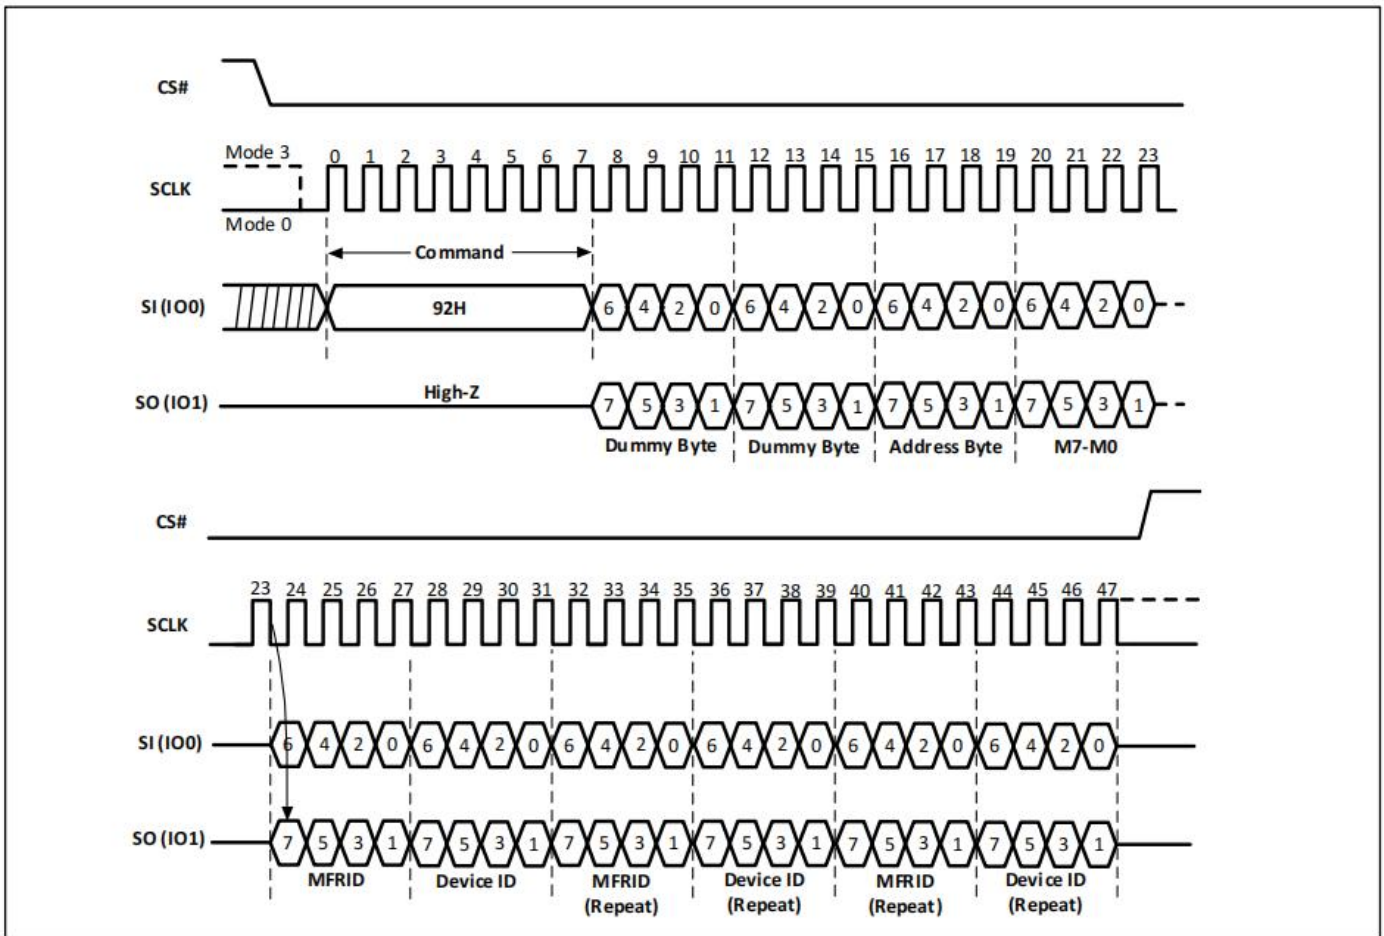 CS#
Mode 3
0 1 2 3 4 5 6 7 8 9 10 11 12 13 14 15 16 17 18 19 20 21 22 23
SCLK
Mode 0
Command
SI (IO0)
92H
6 4 2 0 6 4 2 0 6 4 2 0 6 4 2 0
High-Z
SO (IO1)
7 5 3 1 7 5 3 1 7 5 3 1 7 5 3 1
Dummy Byte Dummy Byte Address Byte M7-M0
CS#
23 24 25 26 27 28 29 30 31 32 33 34 35 36 37 38 39 40 41 42 43 44 45 46 47
SCLK
SI (IO0)
6 4 2 0 6 4 2 0 6 4 2 0 6 4 2 0 6 4 2 0 6 4 2 0
SO (IO1)
7 5 3 1 7 5 3 1 7 5 3 1 7 5 3 1 7 5 3 1 7 5 3 1
MFRID Device ID MFRID Device ID MFRID Device ID
(Repeat) (Repeat) (Repeat) (Repeat)